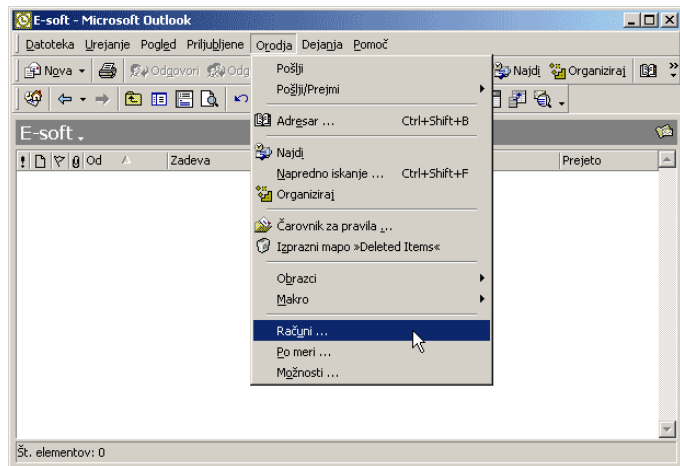 E-soft - Microsoft Outlook
Datoteka Urejanje Pogled Priljubljene Orodja Dejanja Pomoč
Nova Odgovori Najdi Organiziraj
E-soft
Od Zadeva Prejeto
Pošlji
Pošlji/Prejmi
Adresar ... Ctrl+Shift+B
Najdi
Napredno iskanje ... Ctrl+Shift+F
Organiziraj
Čarovnik za pravila ...
Izprazni mapo »Deleted Items«
Obrazci
Makro
Računi ...
Po meri ...
Možnosti ...
Št. elementov: 0